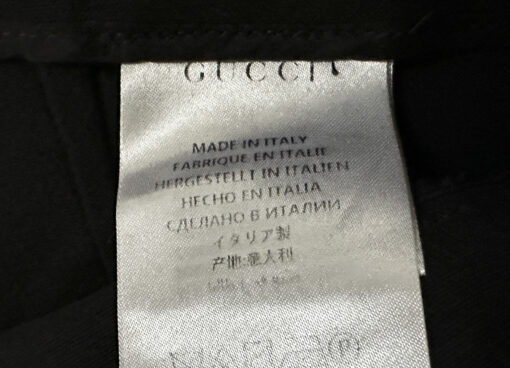 GUCCI
MADE IN ITALY
FABRIQUE EN ITALIE
HERGESTELLT IN ITALIEN
HECHO EN ITALIA
СДЕЛАНО В ИТАЛИИ
イタリア製
产地:意大利